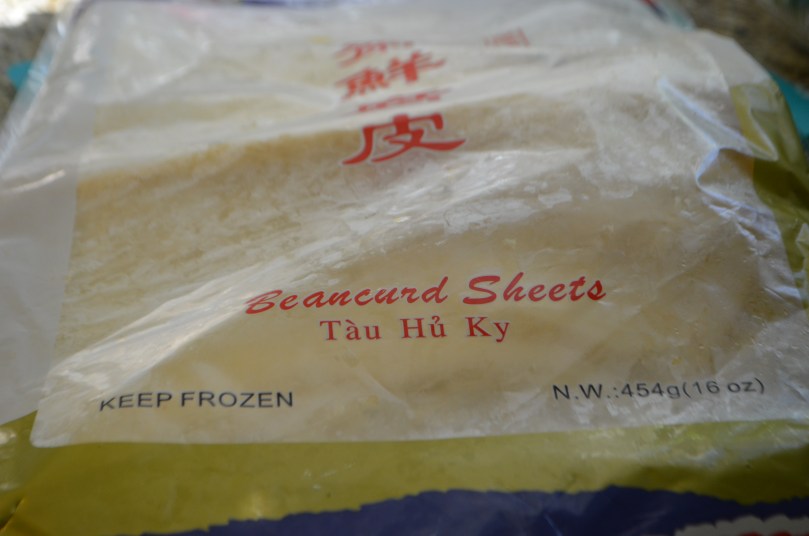 鮮
皮
Beancurd Sheets
Tàu Hủ Ky
KEEP FROZEN
N.W.:454g(16 oz)